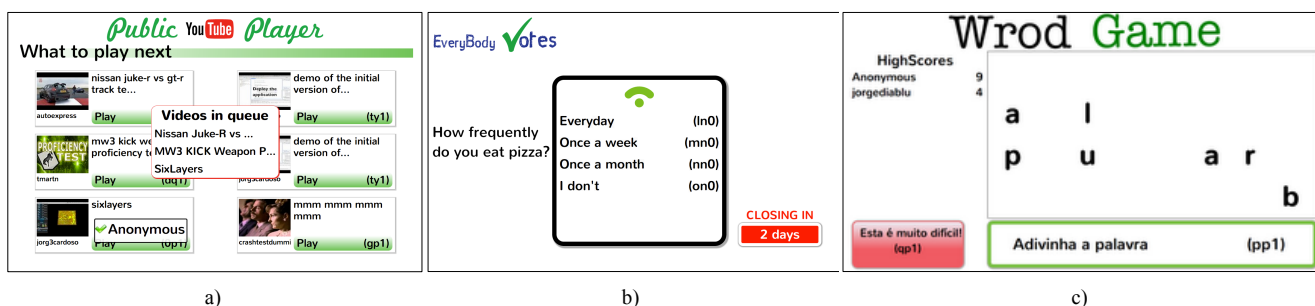 Public YouTube Player
What to play next
nissan juke-r vs gt-r
track te...
autoexpress
Play
demo of the initial
version of...
Play (ty1)
Videos in queue
Nissan Juke-R vs ...
MW3 KICK Weapon P...
SixLayers
PROFICIENCY
TEST
mw3 kick we
proficiency t
tmartn
Play (dq1)
demo of the initial
version of...
jorg3cardoso
Play (ty1)
sixlayers
Anonymous
jorg3cardoso
Play (op1)
mmm mmm mmm
mmm
crashtestdummi
Play (gp1)
a)
EveryBody Votes
How frequently
do you eat pizza?
Everyday (ln0)
Once a week (mn0)
Once a month (nn0)
I don't (on0)
CLOSING IN
2 days
b)
Wrod Game
HighScores
Anonymous 9
jorgediablu 4
a l
p u a r
b
Esta é muito difícil!
(qp1)
Adivinha a palavra (pp1)
c)